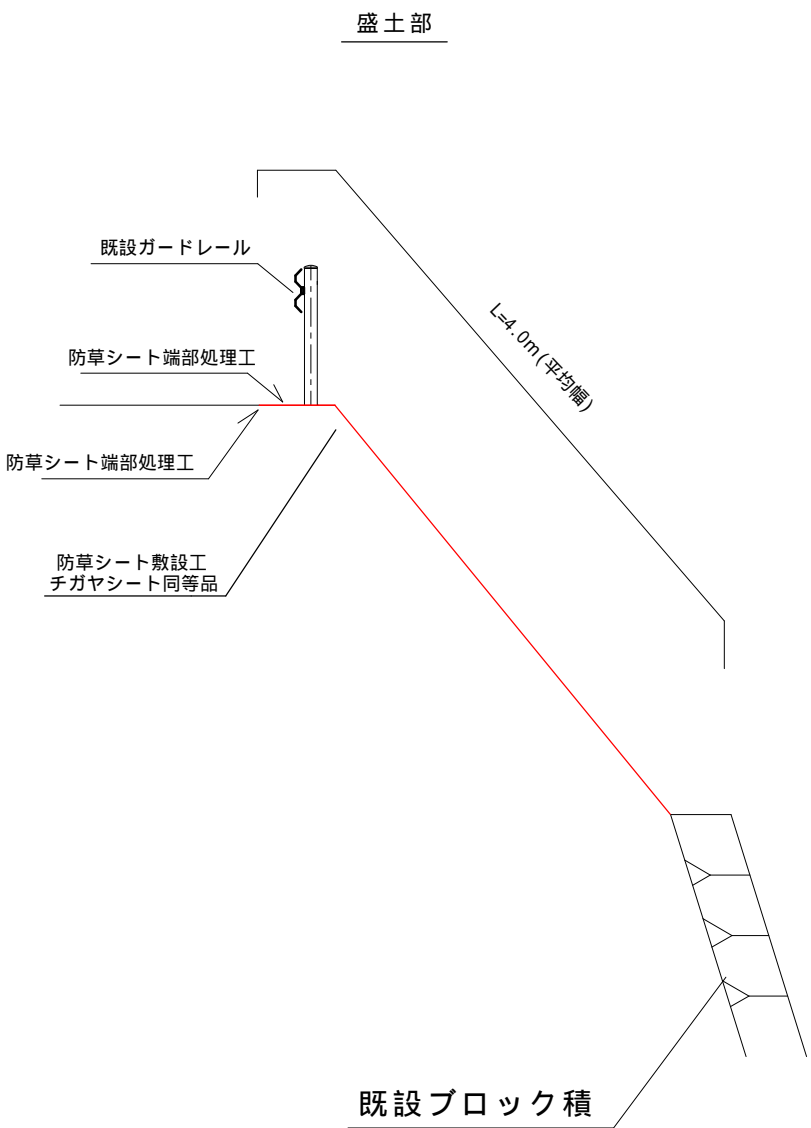 盛土部
既設ガードレール
L=4.0m(平均幅)
防草シート端部処理工
防草シート端部処理工
防草シート敷設工
チガヤシート同等品
既設ブロック積